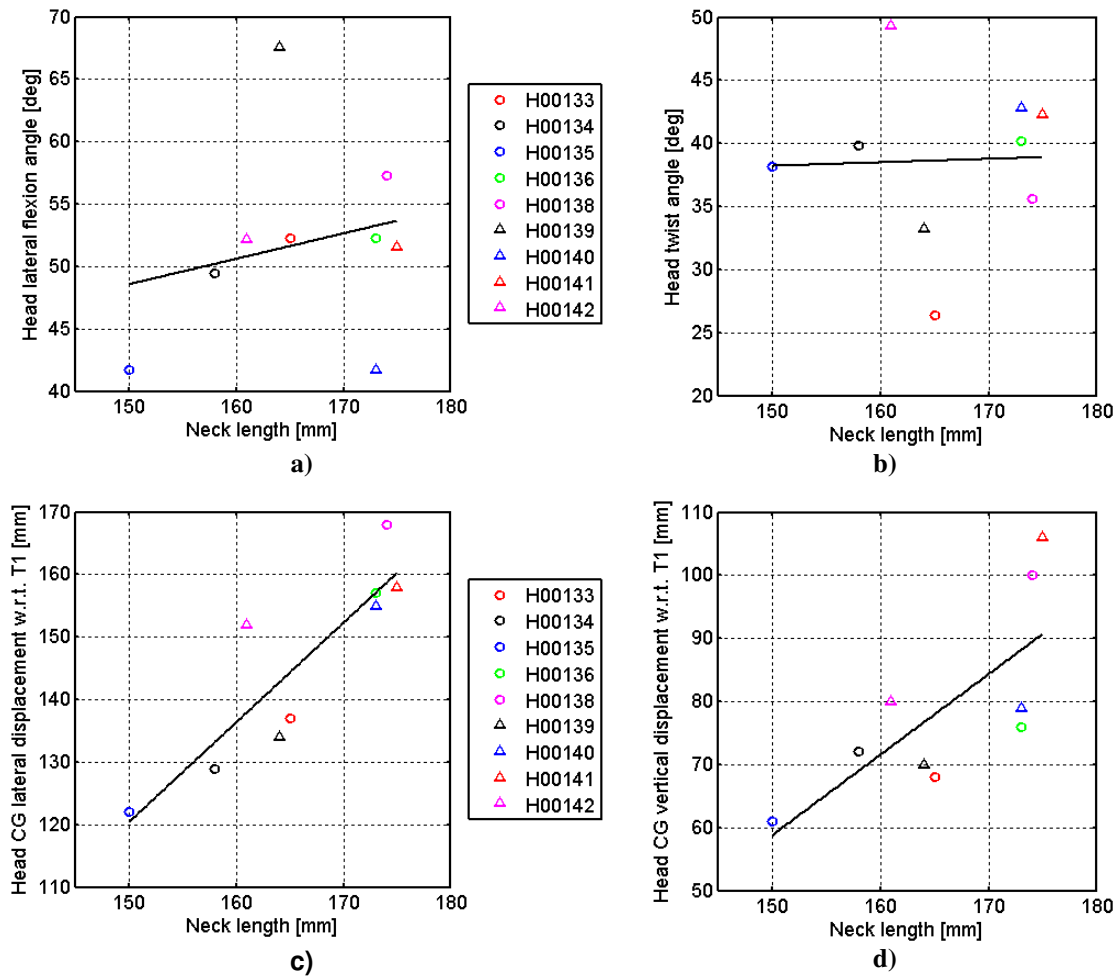 70
65
60
55
50
45
40
150
160
170
180
Head lateral flexion angle [deg]
Neck length [mm]
a)
H00133
H00134
H00135
H00136
H00138
H00139
H00140
H00141
H00142
50
45
40
35
30
25
20
150
160
170
180
Head twist angle [deg]
Neck length [mm]
b)
170
160
150
140
130
120
110
150
160
170
180
Head CG lateral displacement w.r.t. T1 [mm]
Neck length [mm]
c)
H00133
H00134
H00135
H00136
H00138
H00139
H00140
H00141
H00142
110
100
90
80
70
60
50
150
160
170
180
Head CG vertical displacement w.r.t. T1 [mm]
Neck length [mm]
d)